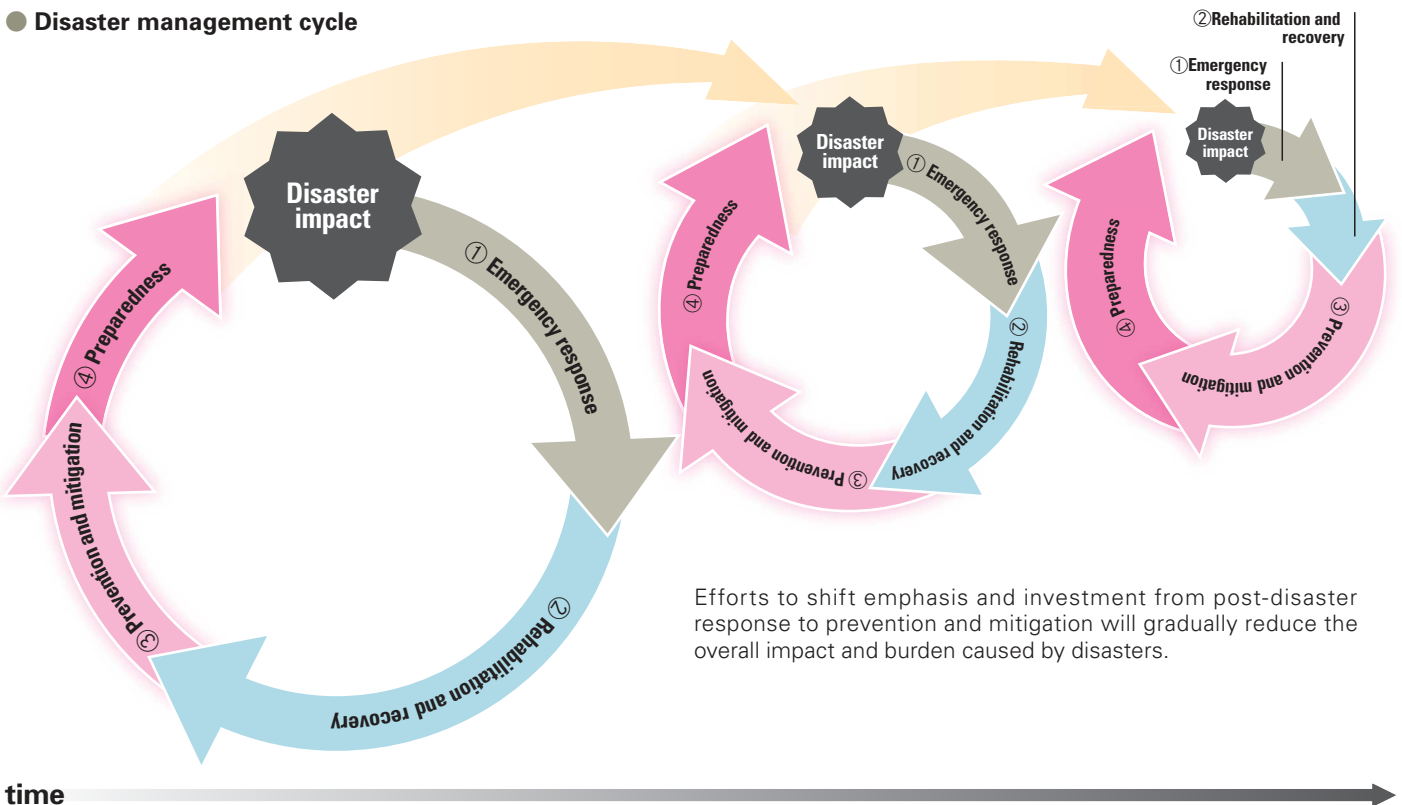 Disaster management cycle
Disaster
impact
① Emergency response
② Rehabilitation and recovery
③ Prevention and mitigation
④ Preparedness
Disaster
impact
① Emergency response
② Rehabilitation and recovery
③ Prevention and mitigation
④ Preparedness
②Rehabilitation and
recovery
①Emergency
response
Disaster
impact
③ Prevention and mitigation
④ Preparedness
Efforts to shift emphasis and investment from post-disaster
response to prevention and mitigation will gradually reduce the
overall impact and burden caused by disasters.
time